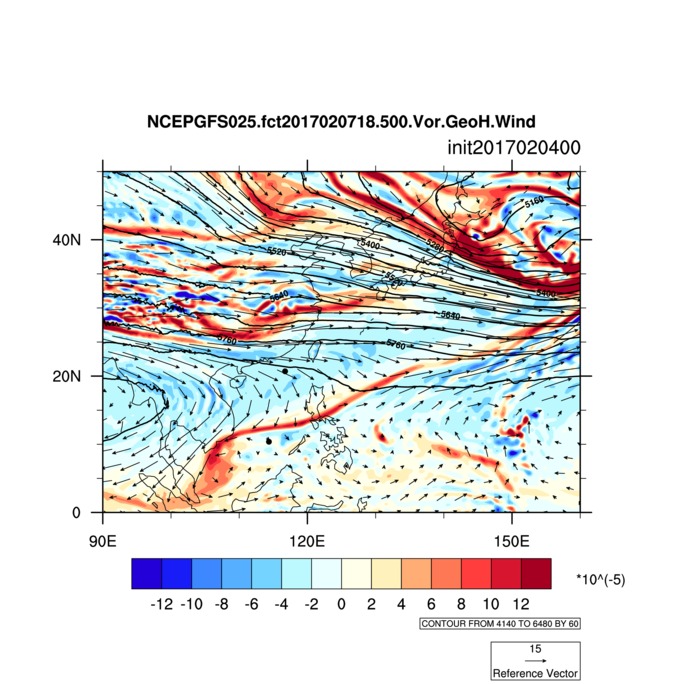 NCEPGFS025.fct2017020718.500.Vor.GeoH.Wind
init2017020400
5160
5400
5280
5520
40N
5640
5400
5640
5760
5760
20N
0
90E 120E 150E
-12 -10 -8 -6 -4 -2 0 2 4 6 8 10 12
*10^(-5)
CONTOUR FROM 4140 TO 6480 BY 60
15
Reference Vector